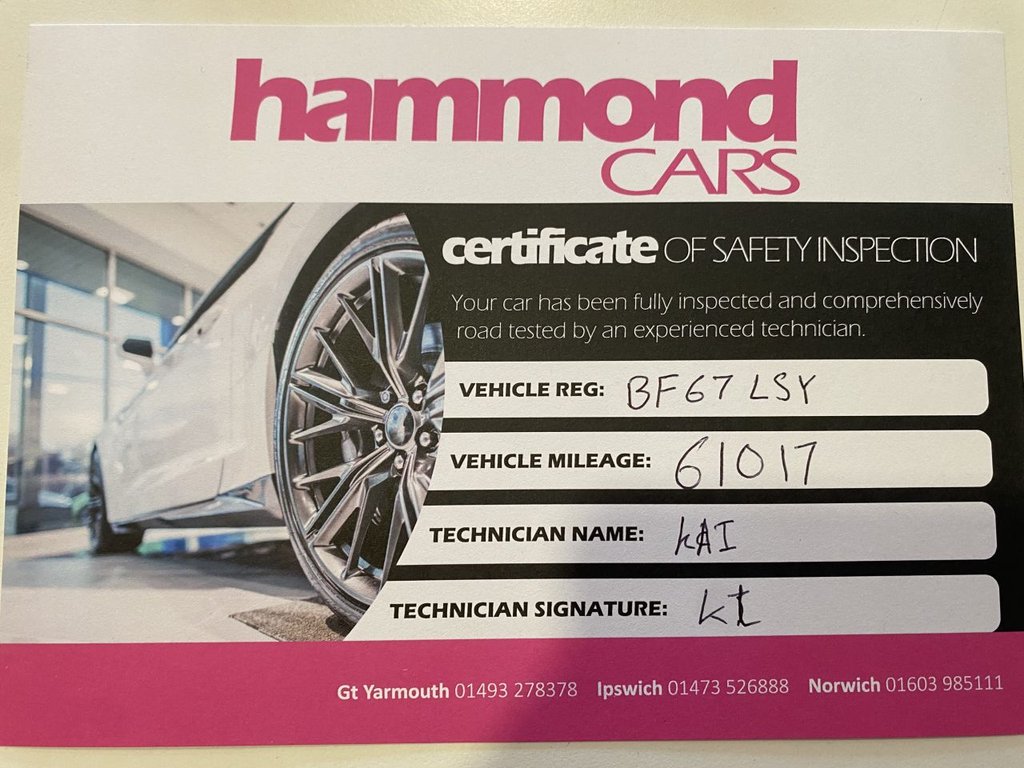 hammond
CARS
certificate OF SAFETY INSPECTION
Your car has been fully inspected and comprehensively
road tested by an experienced technician.
VEHICLE REG: BF67 LSY
VEHICLE MILEAGE: 61017
TECHNICIAN NAME: KAI
TECHNICIAN SIGNATURE:
Gt Yarmouth 01493 278378 Ipswich 01473 526888 Norwich 01603 985111